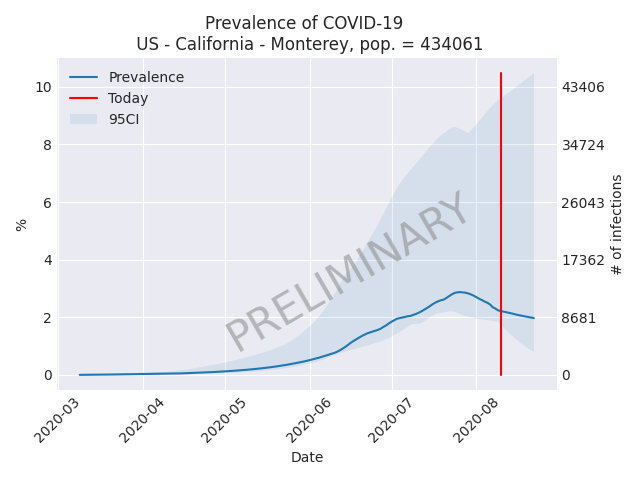 Prevalence of COVID-19
US - California - Monterey, pop. = 434061
Prevalence
Today
95CI
PRELIMINARY
%
10
8
6
4
2
0
43406
34724
26043
17362
8681
0
# of infections
2020-03
2020-04
2020-05
2020-06
2020-07
2020-08
Date